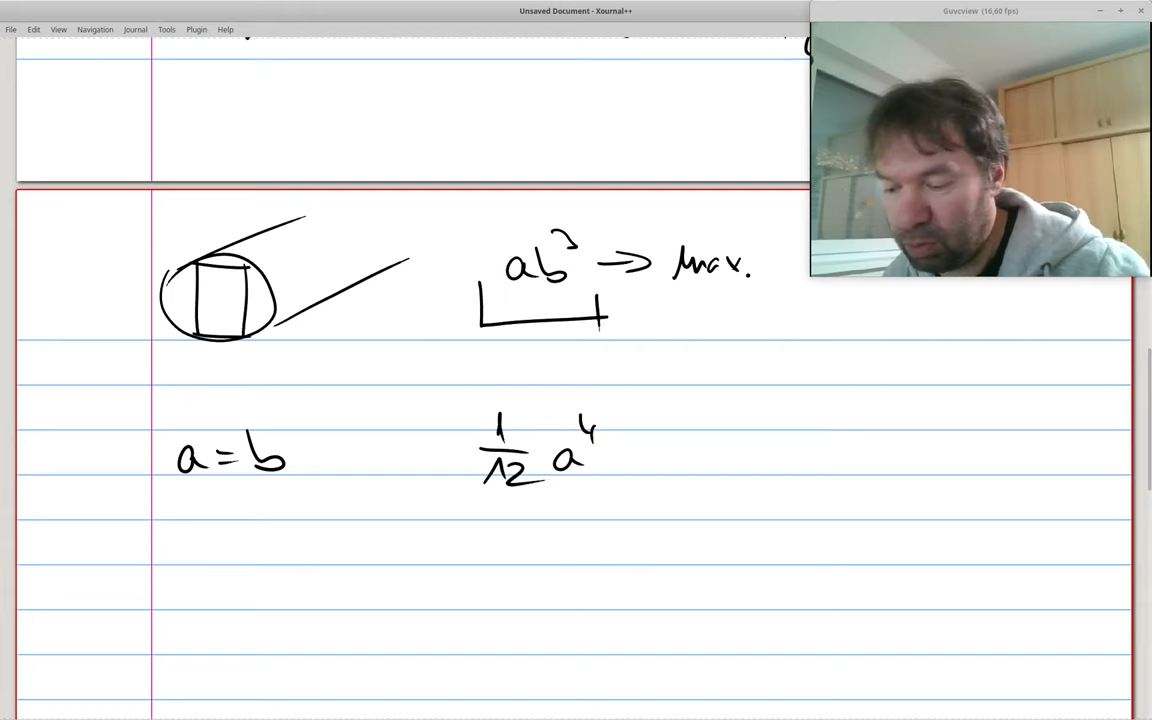 Unsaved Document - Xournal++
Guvcview (16,60 fps)
File Edit View Navigation Journal Tools Plugin Help
ab³ → Max.
a = b
1/12 a⁴